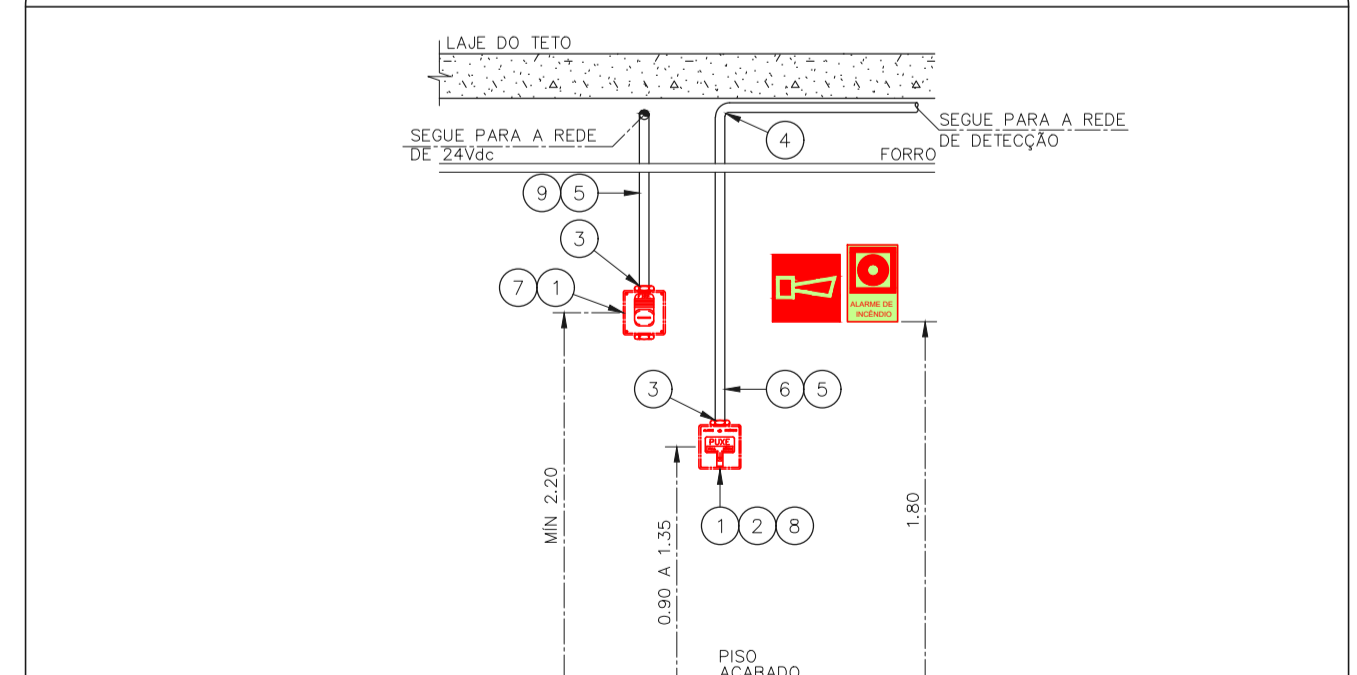 LAJE DO TETO
SEGUE PARA A REDE
DE 24Vdc
4
SEGUE PARA A REDE
DE DETECÇÃO
FORRO
9 5
3
7 1
ALARME DE
INCÊNDIO
3
6 5
PUXE
1 2 8
MÍN 2.20
0.90 A 1.35
1.80
PISO
ACABADO